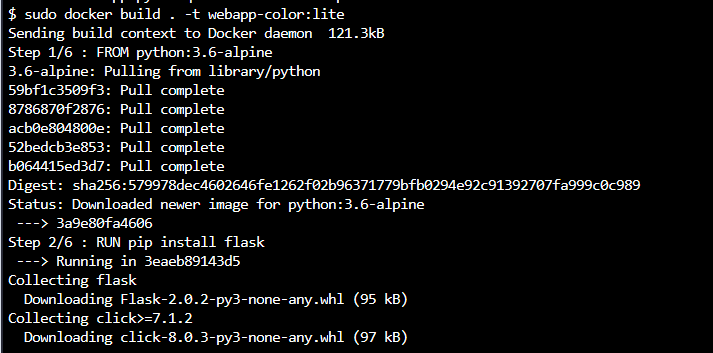 $ sudo docker build . -t webapp-color:lite
Sending build context to Docker daemon  121.3kB
Step 1/6 : FROM python:3.6-alpine
3.6-alpine: Pulling from library/python
59bf1c3509f3: Pull complete
8786870f2876: Pull complete
acb0e804800e: Pull complete
52bedcb3e853: Pull complete
b064415ed3d7: Pull complete
Digest: sha256:579978dec4602646fe1262f02b96371779bfb0294e92c91392707fa999c0c989
Status: Downloaded newer image for python:3.6-alpine
 ---> 3a9e80fa4606
Step 2/6 : RUN pip install flask
 ---> Running in 3eaeb89143d5
Collecting flask
  Downloading Flask-2.0.2-py3-none-any.whl (95 kB)
Collecting click>=7.1.2
  Downloading click-8.0.3-py3-none-any.whl (97 kB)